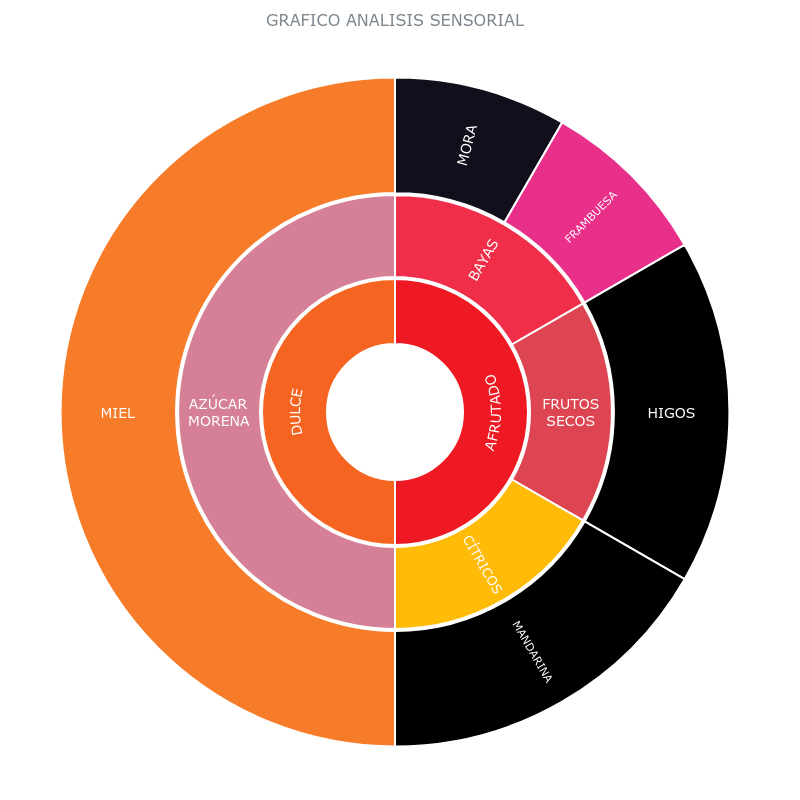 GRAFICO ANALISIS SENSORIAL
MORA
FRAMBUESA
BAYAS
MIEL
AZÚCAR
MORENA
DULCE
AFRUTADO
FRUTOS
SECOS
HIGOS
CÍTRICOS
MANDARINA